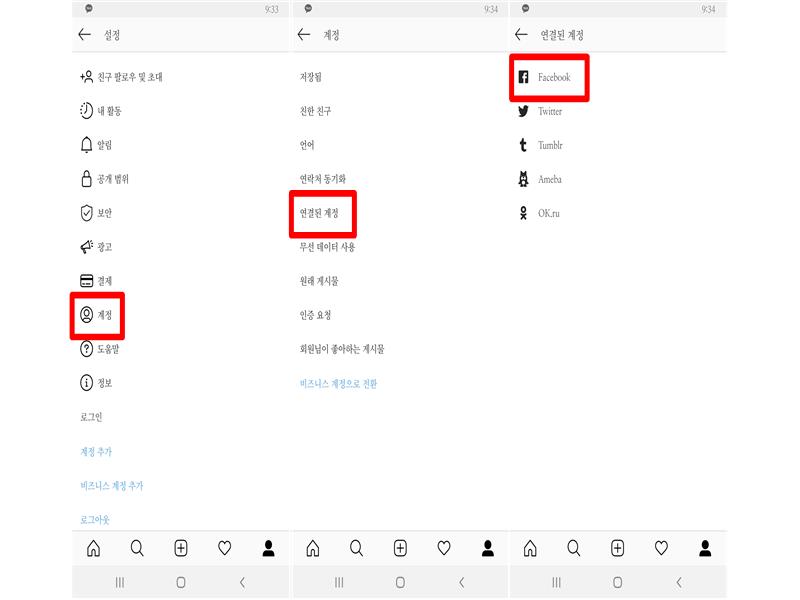 9:33
설정
친구 팔로우 및 초대
내 활동
알림
공개 범위
보안
광고
결제
계정
도움말
정보
로그인
계정 추가
비즈니스 계정 추가
로그아웃
9:34
계정
저장됨
친한 친구
언어
연락처 동기화
연결된 계정
무선 데이터 사용
원래 게시물
인증 요청
회원님이 좋아하는 게시물
비즈니스 계정으로 전환
9:34
연결된 계정
Facebook
Twitter
Tumblr
Ameba
OK.ru